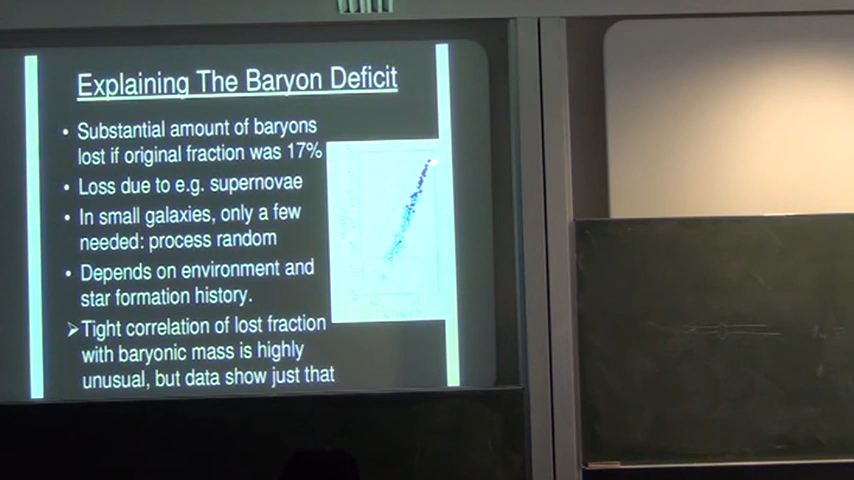 Explaining The Baryon Deficit
• Substantial amount of baryons
lost if original fraction was 17%
• Loss due to e.g. supernovae
• In small galaxies, only a few
needed: process random
• Depends on environment and
star formation history.
➢ Tight correlation of lost fraction
with baryonic mass is highly
unusual, but data show just that